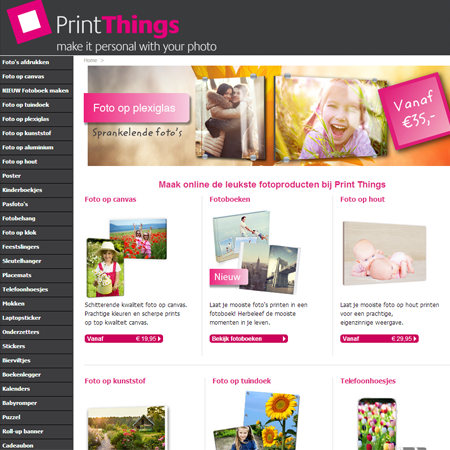 PrintThings
make it personal with your photo
Home >
Foto's afdrukken
Foto op canvas
NIEUW Fotoboek maken
Foto op tuindoek
Foto op plexiglas
Foto op kunststof
Foto op aluminium
Foto op hout
Poster
Kinderboekjes
Pasfoto's
Fotobehang
Foto op klok
Feestslingers
Sleutelhanger
Placemats
Telefoonhoesjes
Mokken
Laptopsticker
Onderzetters
Stickers
Bierviltjes
Boekenlegger
Kalenders
Babyromper
Puzzel
Roll-up banner
Cadeaubon
Foto op plexiglas
Sprankelende foto's
Vanaf
€35,-
Maak online de leukste fotoproducten bij Print Things
Foto op canvas
Schitterende kwaliteit foto op canvas.
Prachtige kleuren en scherpe prints
op top kwaliteit canvas.
Vanaf € 19,95
Fotoboeken
Nieuw
Laat je mooiste foto's printen in een
fotoboek! Herbeleef de mooiste
momenten in je leven.
Bekijk fotoboeken
Foto op hout
Laat je mooiste foto op hout printen
voor een prachtige,
eigenzinnige weergave.
Vanaf € 29,95
Foto op kunststof
Foto op tuindoek
Telefoonhoesjes